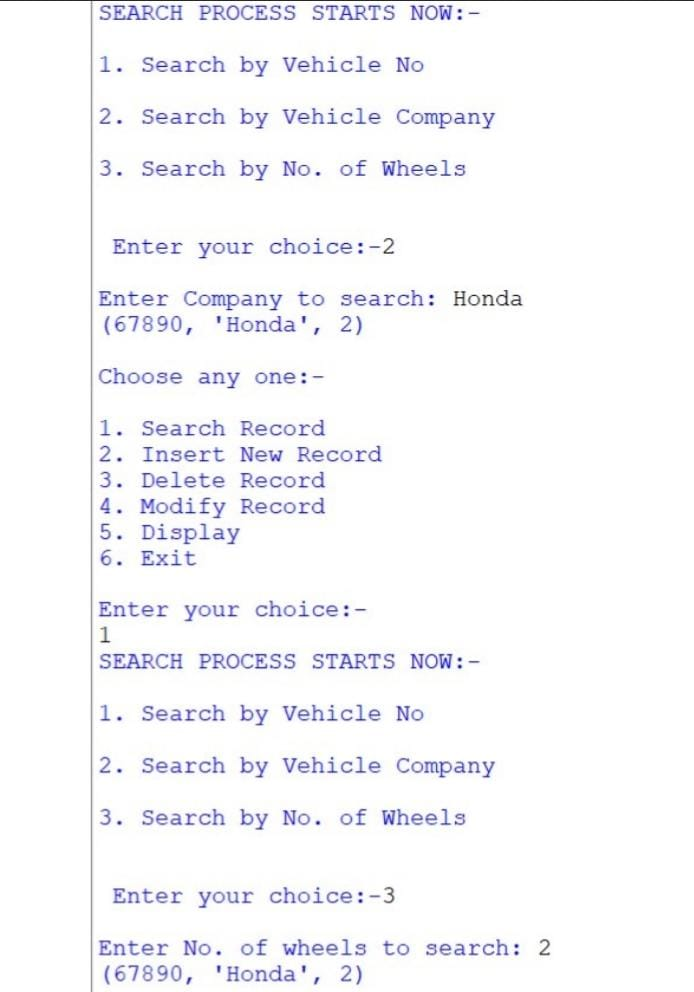 SEARCH PROCESS STARTS NOW:-
1. Search by Vehicle No
2. Search by Vehicle Company
3. Search by No. of Wheels
Enter your choice:-2
Enter Company to search: Honda
(67890, 'Honda', 2)
Choose any one:-
1. Search Record
2. Insert New Record
3. Delete Record
4. Modify Record
5. Display
6. Exit
Enter your choice:-
1
SEARCH PROCESS STARTS NOW:-
1. Search by Vehicle No
2. Search by Vehicle Company
3. Search by No. of Wheels
Enter your choice:-3
Enter No. of wheels to search: 2
(67890, 'Honda', 2)